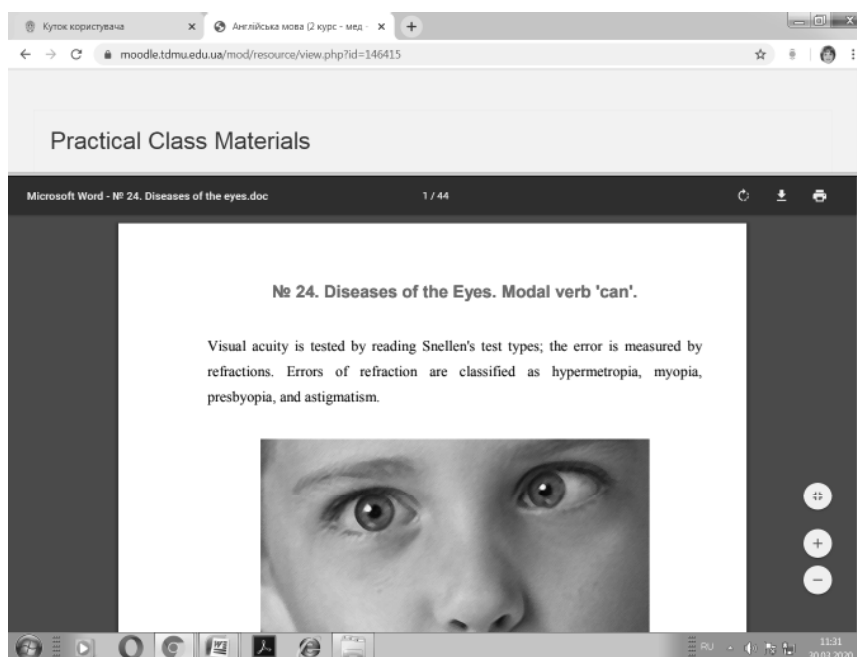 Куток користувача
Англійська мова (2 курс - мед -
moodle.tdmu.edu.ua/mod/resource/view.php?id=146415
Practical Class Materials
Microsoft Word - № 24. Diseases of the eyes.doc
1 / 44
№ 24. Diseases of the Eyes. Modal verb 'can'.
Visual acuity is tested by reading Snellen's test types; the error is measured by
refractions. Errors of refraction are classified as hypermetropia, myopia,
presbyopia, and astigmatism.
RU
11:31
30.03.2020